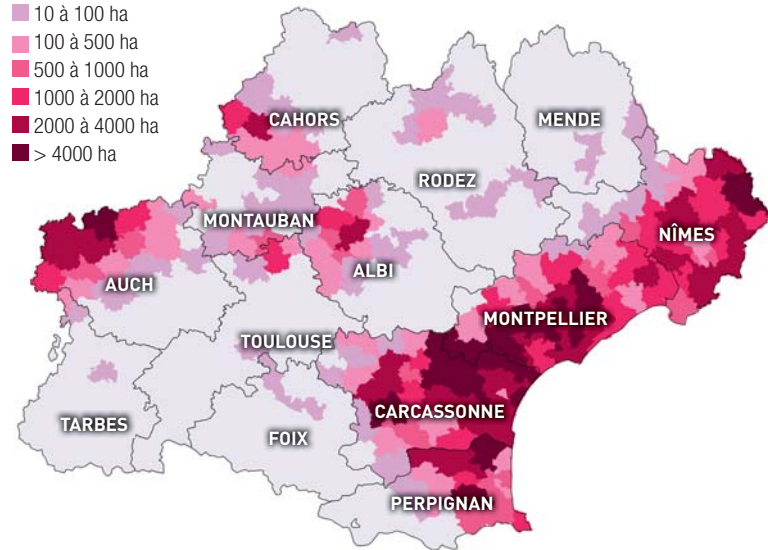 10 à 100 ha
100 à 500 ha
500 à 1000 ha
1000 à 2000 ha
2000 à 4000 ha
> 4000 ha
CAHORS
MENDE
RODEZ
MONTAUBAN
NÎMES
ALBI
AUCH
MONTPELLIER
TOULOUSE
CARCASSONNE
TARBES
FOIX
PERPIGNAN